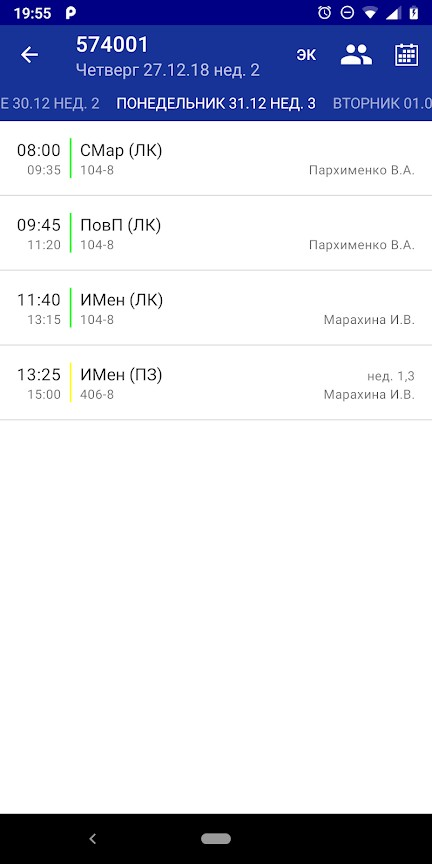 19:55
574001
Четверг 27.12.18 нед. 2
ЭК
Е 30.12 НЕД. 2 ПОНЕДЕЛЬНИК 31.12 НЕД. 3 ВТОРНИК 01.0
08:00 СМар (ЛК)
09:35 104-8 Пархименко В.А.
09:45 ПовП (ЛК)
11:20 104-8 Пархименко В.А.
11:40 ИМен (ЛК)
13:15 104-8 Марахина И.В.
13:25 ИМен (ПЗ) нед. 1,3
15:00 406-8 Марахина И.В.